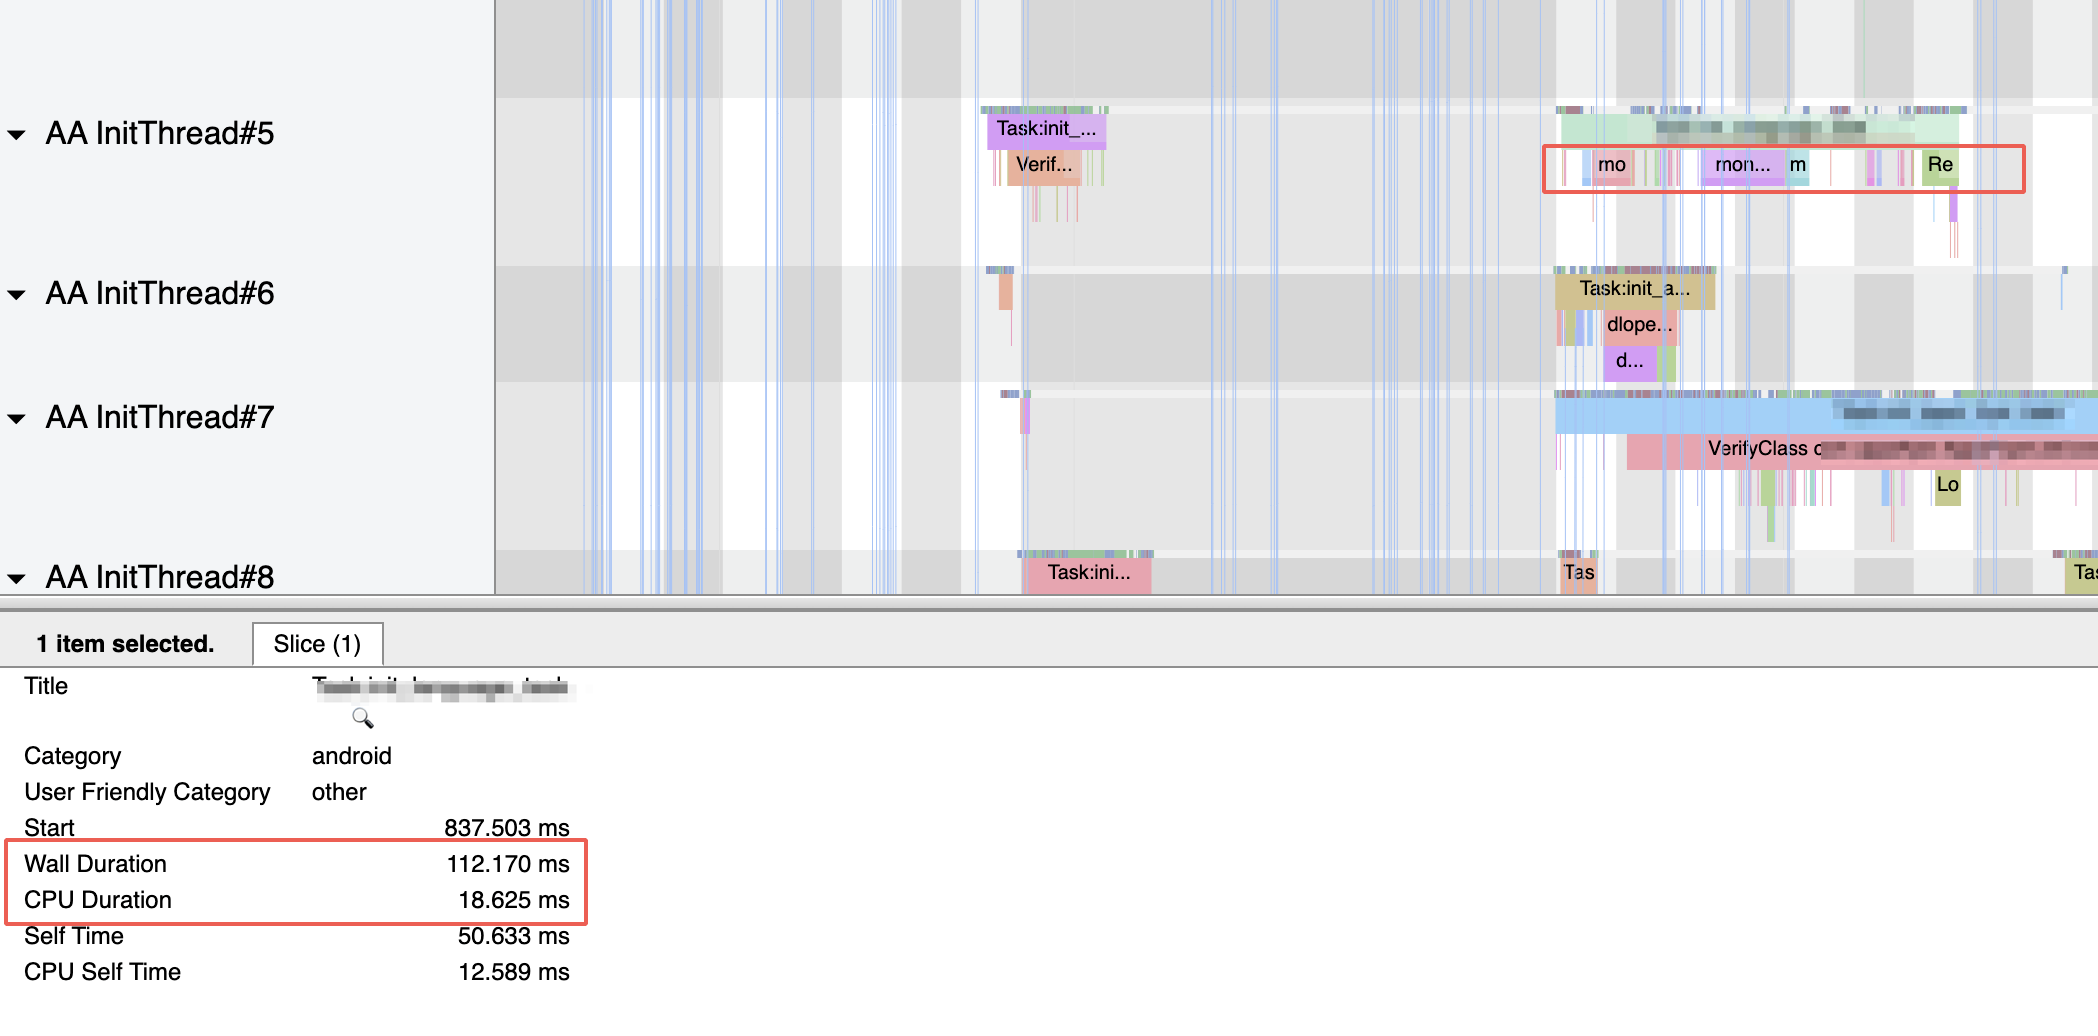 AA InitThread#5
Task:init_...
Verif...
mo
mon...
m
Re
AA InitThread#6
Task:init_a...
dlope...
d...
AA InitThread#7
VerifyClass
Lo
AA InitThread#8
Task:ini...
Tas
Tas
1 item selected.
Slice (1)
Title
Category android
User Friendly Category other
Start 837.503 ms
Wall Duration 112.170 ms
CPU Duration 18.625 ms
Self Time 50.633 ms
CPU Self Time 12.589 ms